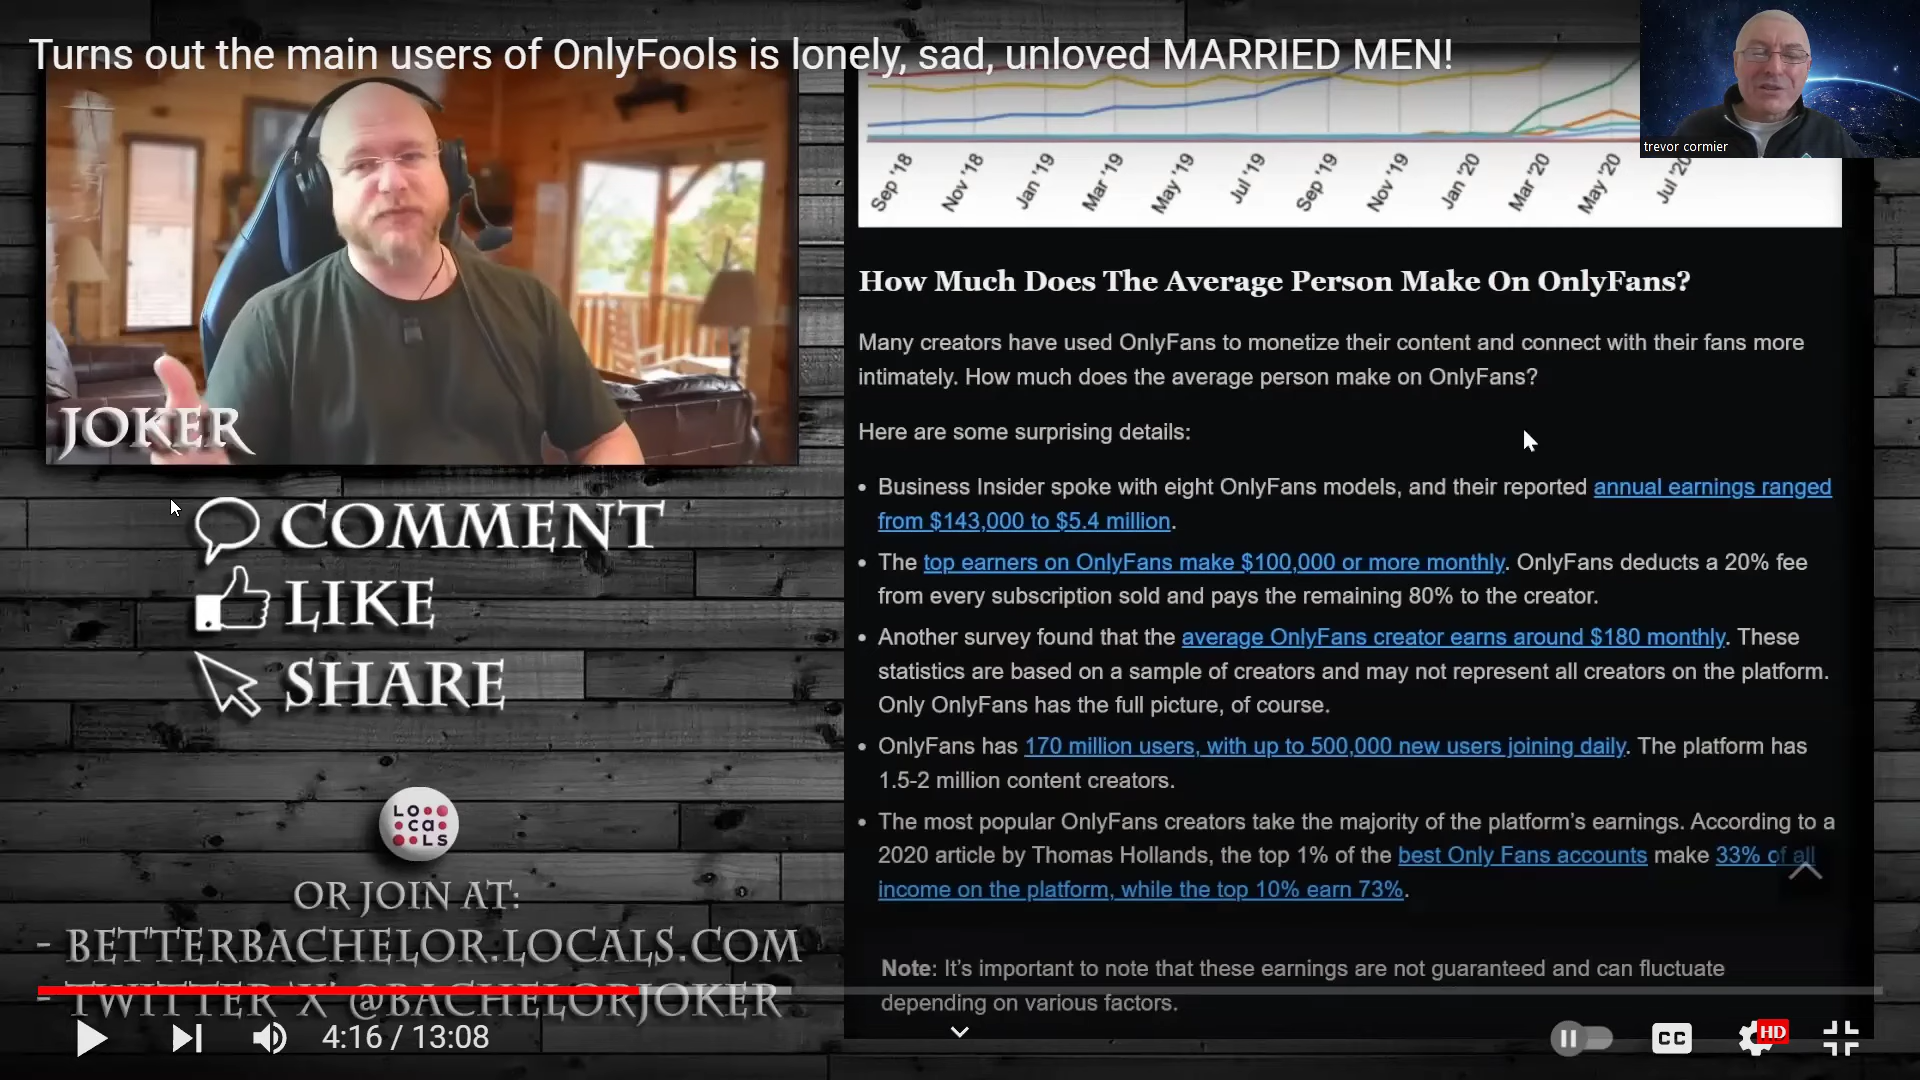 Turns out the main users of OnlyFools is lonely, sad, unloved MARRIED MEN!
trevor cormier
Sep '18
Nov '18
Jan '19
Mar '19
May '19
Jul '19
Sep '19
Nov '19
Jan '20
Mar '20
May '20
Jul '20
JOKER
COMMENT
LIKE
SHARE
LOCALS
OR JOIN AT:
- BETTERBACHELOR.LOCALS.COM
- TWITTER 'X' @BACHELORJOKER
How Much Does The Average Person Make On OnlyFans?
Many creators have used OnlyFans to monetize their content and connect with their fans more
intimately. How much does the average person make on OnlyFans?
Here are some surprising details:
• Business Insider spoke with eight OnlyFans models, and their reported annual earnings ranged
from $143,000 to $5.4 million.
• The top earners on OnlyFans make $100,000 or more monthly. OnlyFans deducts a 20% fee
from every subscription sold and pays the remaining 80% to the creator.
• Another survey found that the average OnlyFans creator earns around $180 monthly. These
statistics are based on a sample of creators and may not represent all creators on the platform.
Only OnlyFans has the full picture, of course.
• OnlyFans has 170 million users, with up to 500,000 new users joining daily. The platform has
1.5-2 million content creators.
• The most popular OnlyFans creators take the majority of the platform's earnings. According to a
2020 article by Thomas Hollands, the top 1% of the best Only Fans accounts make 33% of all
income on the platform, while the top 10% earn 73%.
Note: It's important to note that these earnings are not guaranteed and can fluctuate
depending on various factors.
4:16 / 13:08
CC
HD